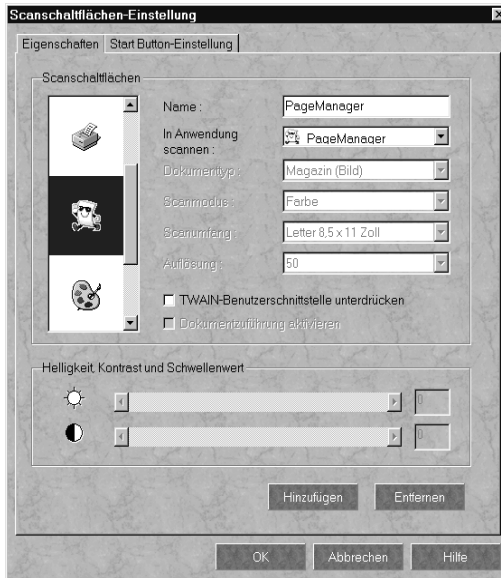 Scanschaltflächen-Einstellung
Eigenschaften
Start Button-Einstellung
Scanschaltflächen
Name :
PageManager
In Anwendung
scannen :
PageManager
Dokumenttyp :
Magazin (Bild)
Scanmodus :
Farbe
Scanumfang :
Letter 8,5 x 11 Zoll
Auflösung :
50
TWAIN-Benutzerschnittstelle unterdrücken
Dokumentzuführung aktivieren
Helligkeit, Kontrast und Schwellenwert
0
0
Hinzufügen
Entfernen
OK
Abbrechen
Hilfe